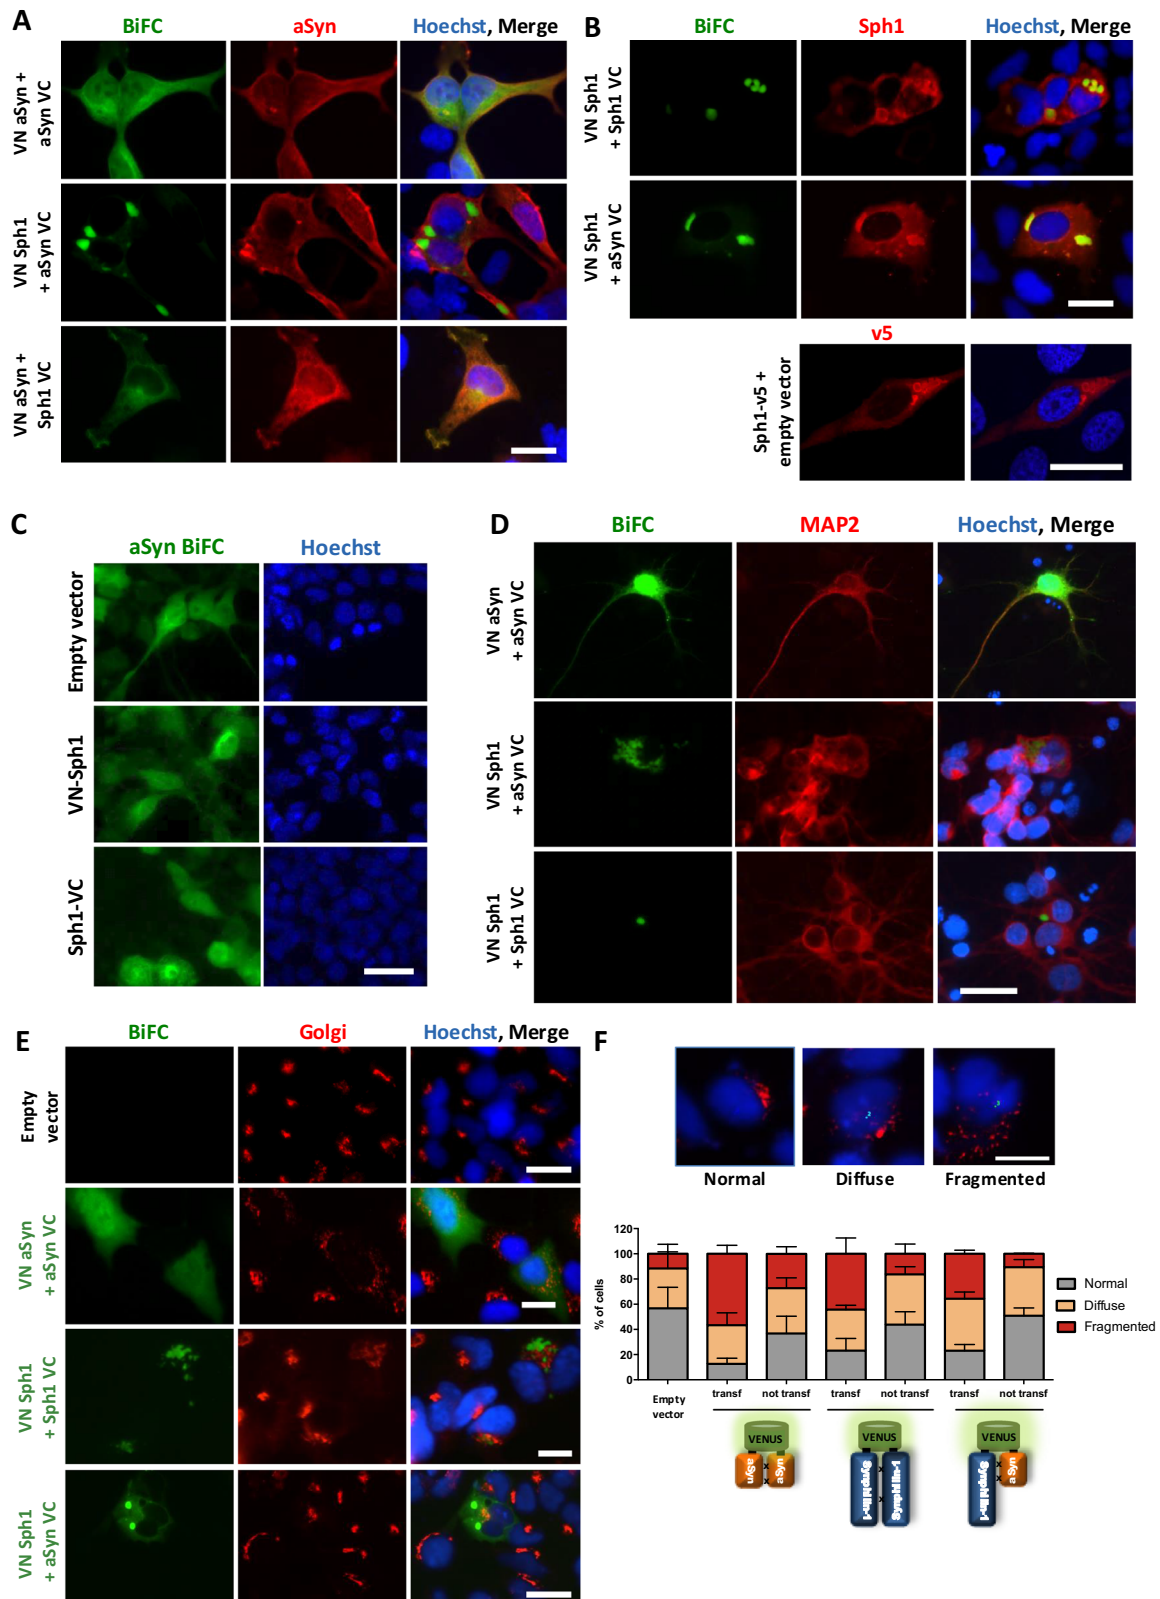 A
BiFC
aSyn
Hoechst, Merge
VN aSyn +
aSyn VC
VN Sph1
+ aSyn VC
VN aSyn +
Sph1 VC
B
BiFC
Sph1
Hoechst, Merge
VN Sph1
+ Sph1 VC
VN Sph1
+ aSyn VC
v5
Sph1-v5 +
empty vector
C
aSyn BiFC
Hoechst
Empty vector
VN-Sph1
Sph1-VC
D
BiFC
MAP2
Hoechst, Merge
VN aSyn
+ aSyn VC
VN Sph1
+ aSyn VC
VN Sph1
+ Sph1 VC
E
BiFC
Golgi
Hoechst, Merge
Empty
vector
VN aSyn
+ aSyn VC
VN Sph1
+ Sph1 VC
VN Sph1
+ aSyn VC
F
Normal
Diffuse
Fragmented
120
100
80
60
40
20
0
% of cells
Normal
Diffuse
Fragmented
Empty
vector
transf
not transf
transf
not transf
transf
not transf
VENUS
aSyn
x
x
aSyn
VENUS
Synphilin-1
x
x
Synphilin-1
VENUS
Synphilin-1
x
x
aSyn